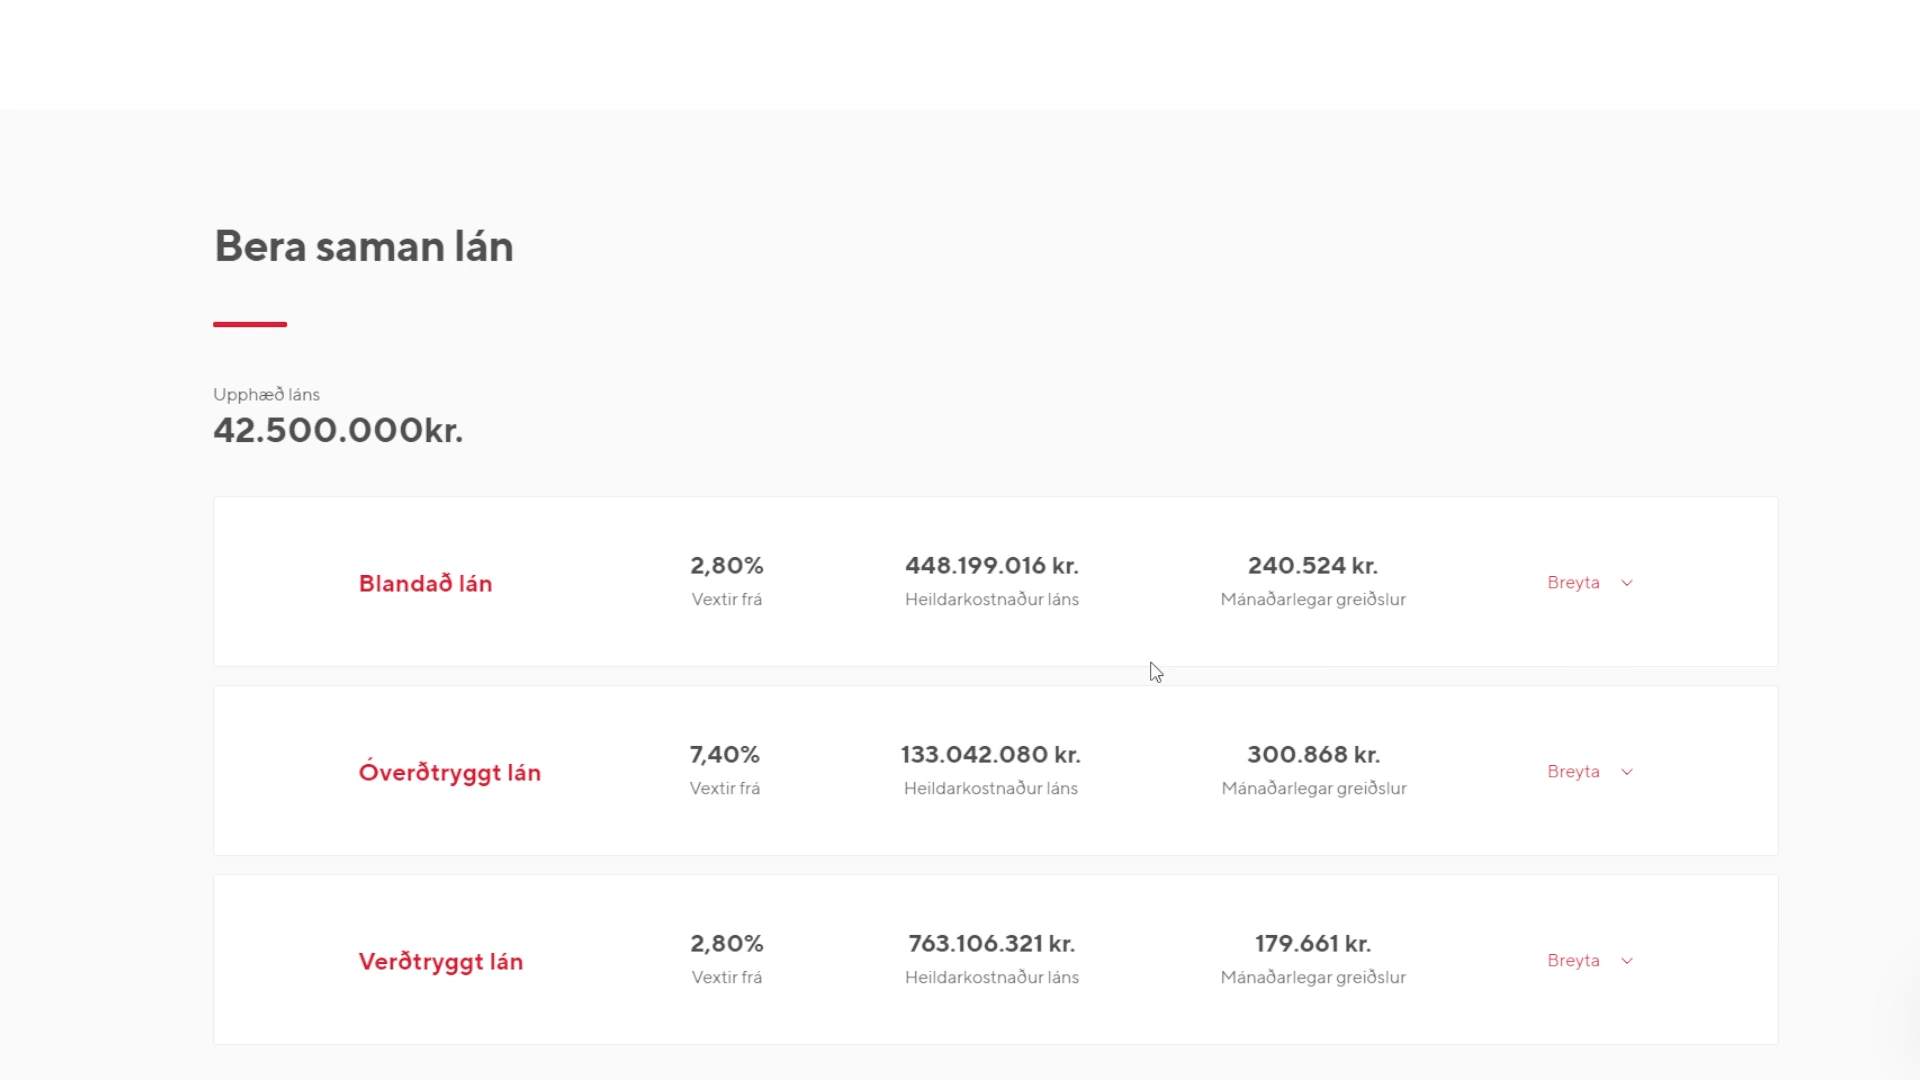 Bera saman lán
Upphæð láns
42.500.000kr.
Blandað lán
2,80%
Vextir frá
448.199.016 kr.
Heildarkostnaður láns
240.524 kr.
Mánaðarlegar greiðslur
Breyta
Óverðtryggt lán
7,40%
Vextir frá
133.042.080 kr.
Heildarkostnaður láns
300.868 kr.
Mánaðarlegar greiðslur
Breyta
Verðtryggt lán
2,80%
Vextir frá
763.106.321 kr.
Heildarkostnaður láns
179.661 kr.
Mánaðarlegar greiðslur
Breyta